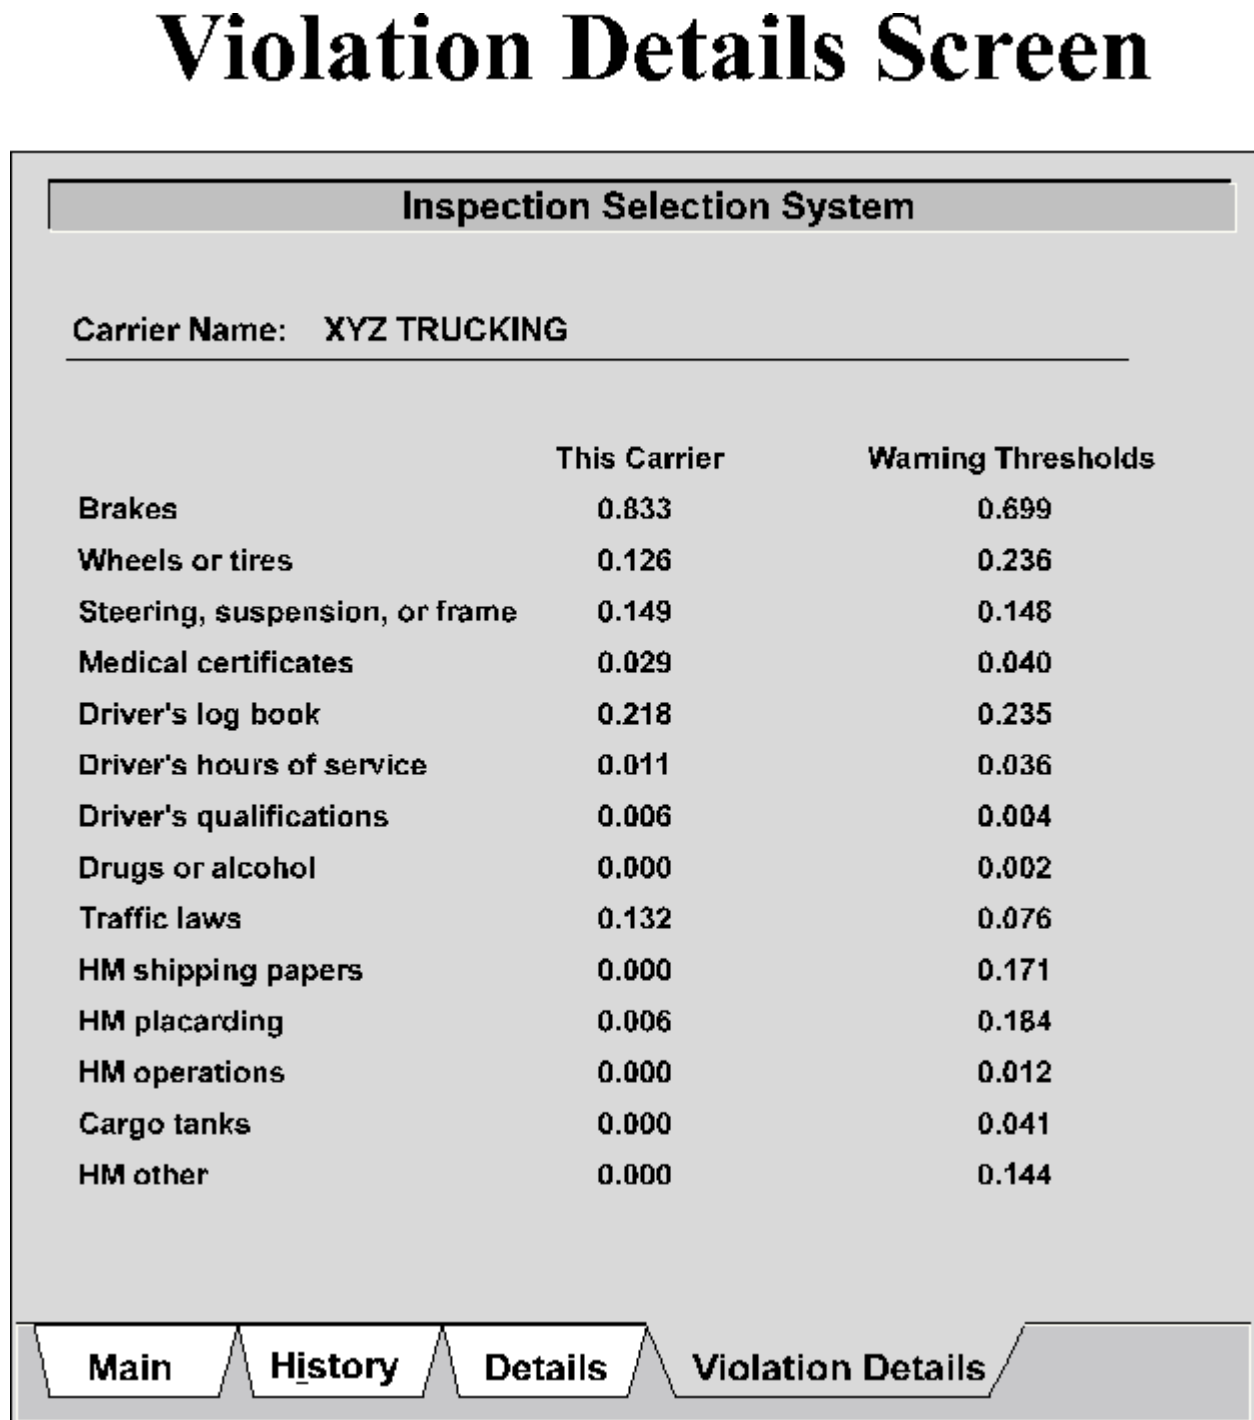 Violation Details Screen
Inspection Selection System
Carrier Name: XYZ TRUCKING
This Carrier Warning Thresholds
Brakes 0.833 0.699
Wheels or tires 0.126 0.236
Steering, suspension, or frame 0.149 0.148
Medical certificates 0.029 0.040
Driver's log book 0.218 0.235
Driver's hours of service 0.011 0.036
Driver's qualifications 0.006 0.004
Drugs or alcohol 0.000 0.002
Traffic laws 0.132 0.076
HM shipping papers 0.000 0.171
HM placarding 0.006 0.184
HM operations 0.000 0.012
Cargo tanks 0.000 0.041
HM other 0.000 0.144
Main History Details Violation Details